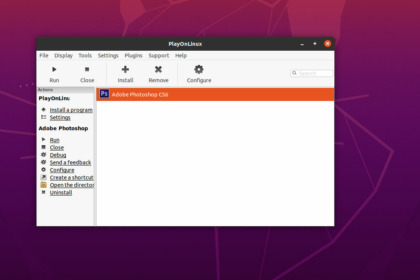 PlayOnLinux
File Display Tools Settings Plugins Support Help
Run Close Install Remove Configure
Search
Actions
PlayOnLinu
Install a program
Settings
Adobe Photoshop
Run
Close
Debug
Send a feedback
Configure
Create a shortcut
Open the director
Uninstall
Ps Adobe Photoshop CS6